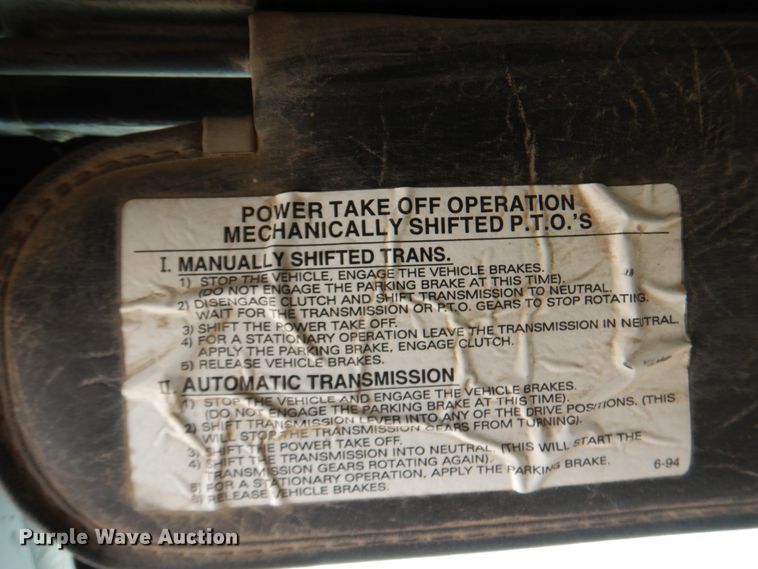 POWER TAKE OFF OPERATION
MECHANICALLY SHIFTED P.T.O.'S
I. MANUALLY SHIFTED TRANS.
1) STOP THE VEHICLE, ENGAGE THE VEHICLE BRAKES.
(DO NOT ENGAGE THE PARKING BRAKE AT THIS TIME).
2) DISENGAGE CLUTCH AND SHIFT TRANSMISSION TO NEUTRAL.
WAIT FOR THE TRANSMISSION OR P.T.O. GEARS TO STOP ROTATING.
3) SHIFT THE POWER TAKE OFF.
4) FOR A STATIONARY OPERATION LEAVE THE TRANSMISSION IN NEUTRAL.
APPLY THE PARKING BRAKE, ENGAGE CLUTCH.
5) RELEASE VEHICLE BRAKES.
II. AUTOMATIC TRANSMISSION
1) STOP THE VEHICLE AND ENGAGE THE VEHICLE BRAKES.
(DO NOT ENGAGE THE PARKING BRAKE AT THIS TIME).
2) SHIFT TRANSMISSION LEVER INTO ANY OF THE DRIVE POSITIONS. (THIS
WILL STOP THE TRANSMISSION GEARS FROM TURNING).
3) SHIFT THE POWER TAKE OFF.
4) SHIFT THE TRANSMISSION INTO NEUTRAL, (THIS WILL START THE
TRANSMISSION GEARS ROTATING AGAIN).
5) FOR A STATIONARY OPERATION, APPLY THE PARKING BRAKE.
6) RELEASE VEHICLE BRAKES.
6-94
Purple Wave Auction